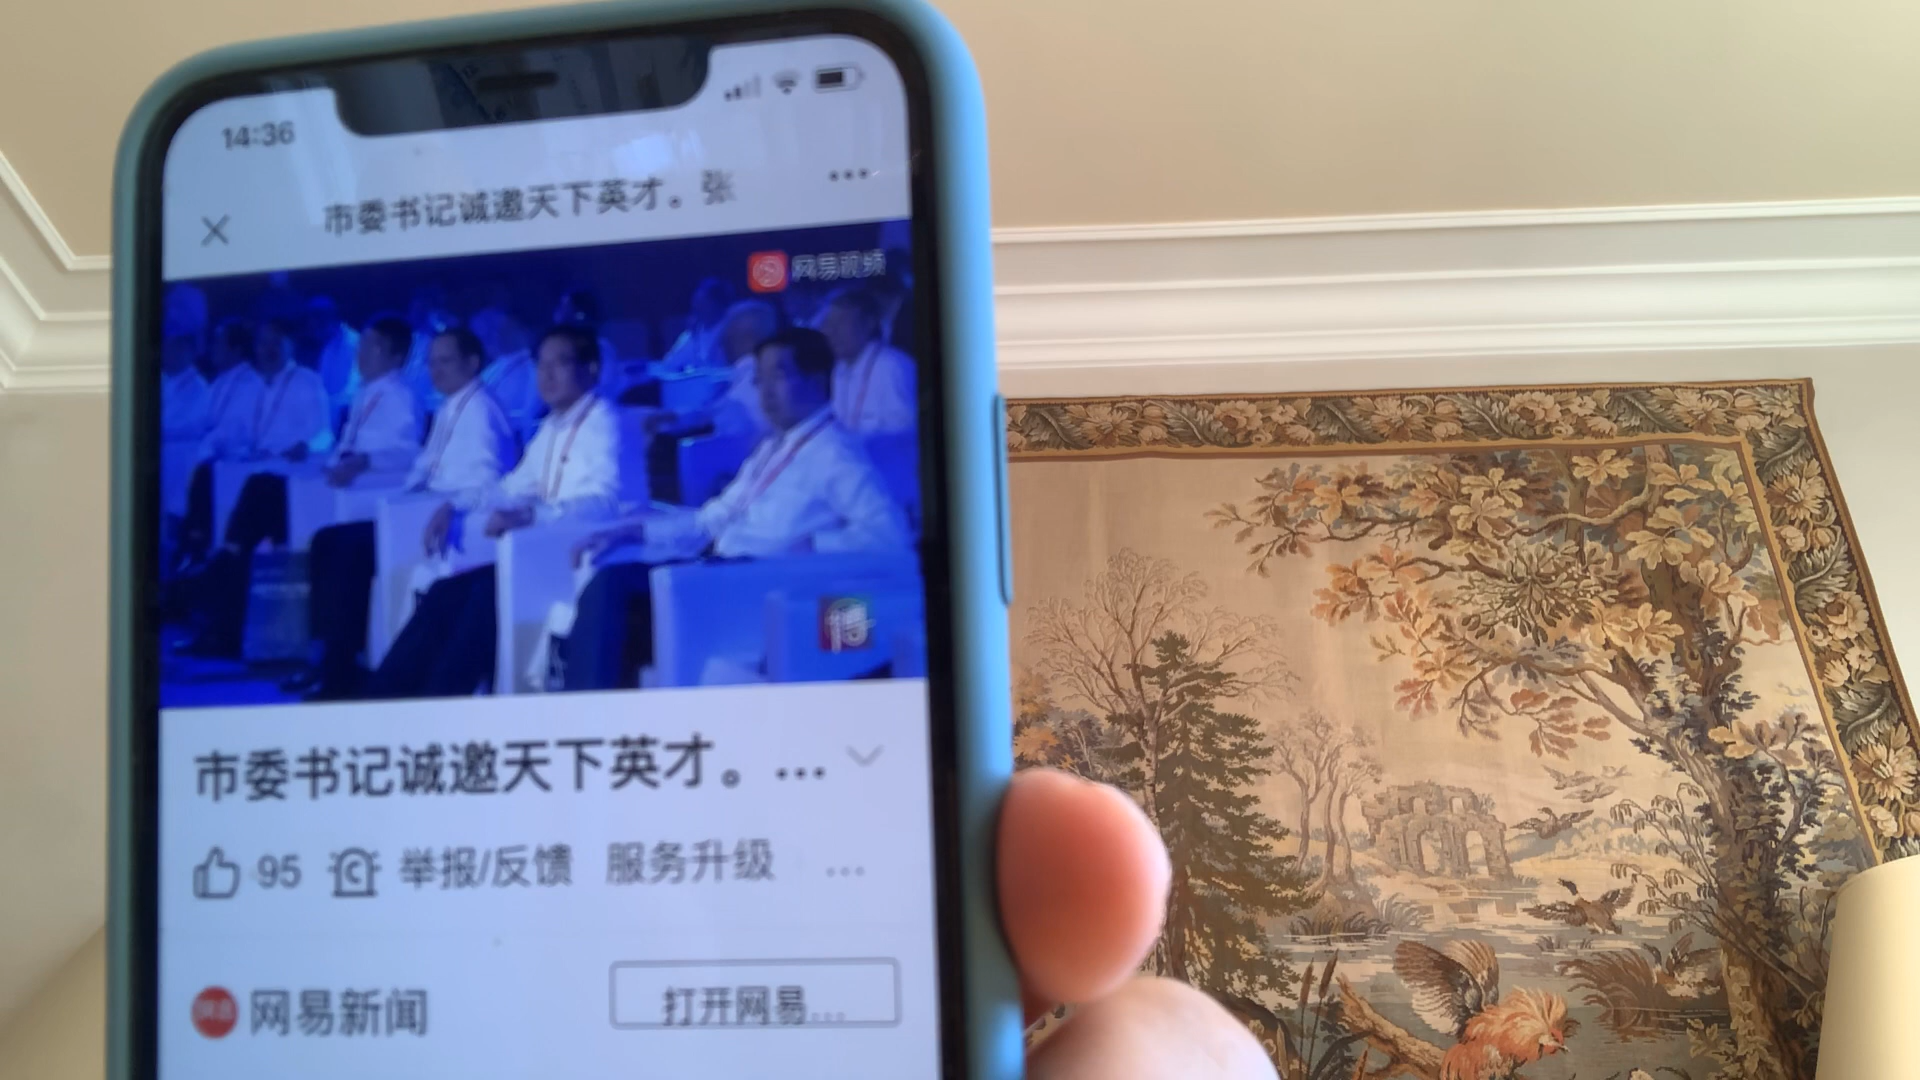 14:36
市委书记诚邀天下英才。张
网易视频
市委书记诚邀天下英才。...
95 举报/反馈 服务升级 ...
网易新闻
打开网易...